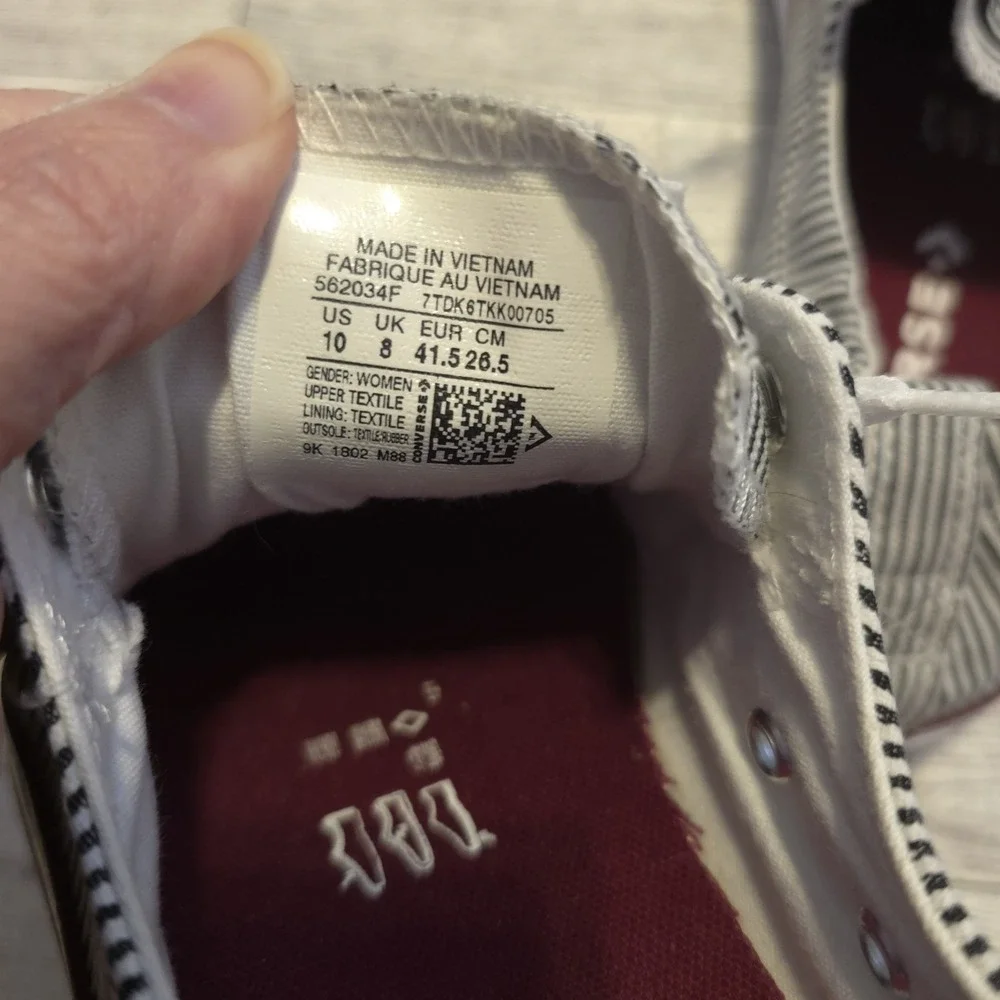 MADE IN VIETNAM
FABRIQUE AU VIETNAM
562034F 7TDK6TKK00705
US UK EUR CM
10 8 41.5 26.5
GENDER: WOMEN
UPPER TEXTILE
LINING: TEXTILE
OUTSOLE: TEXTILE/RUBBER
9K 1802 M88
CONVERSE